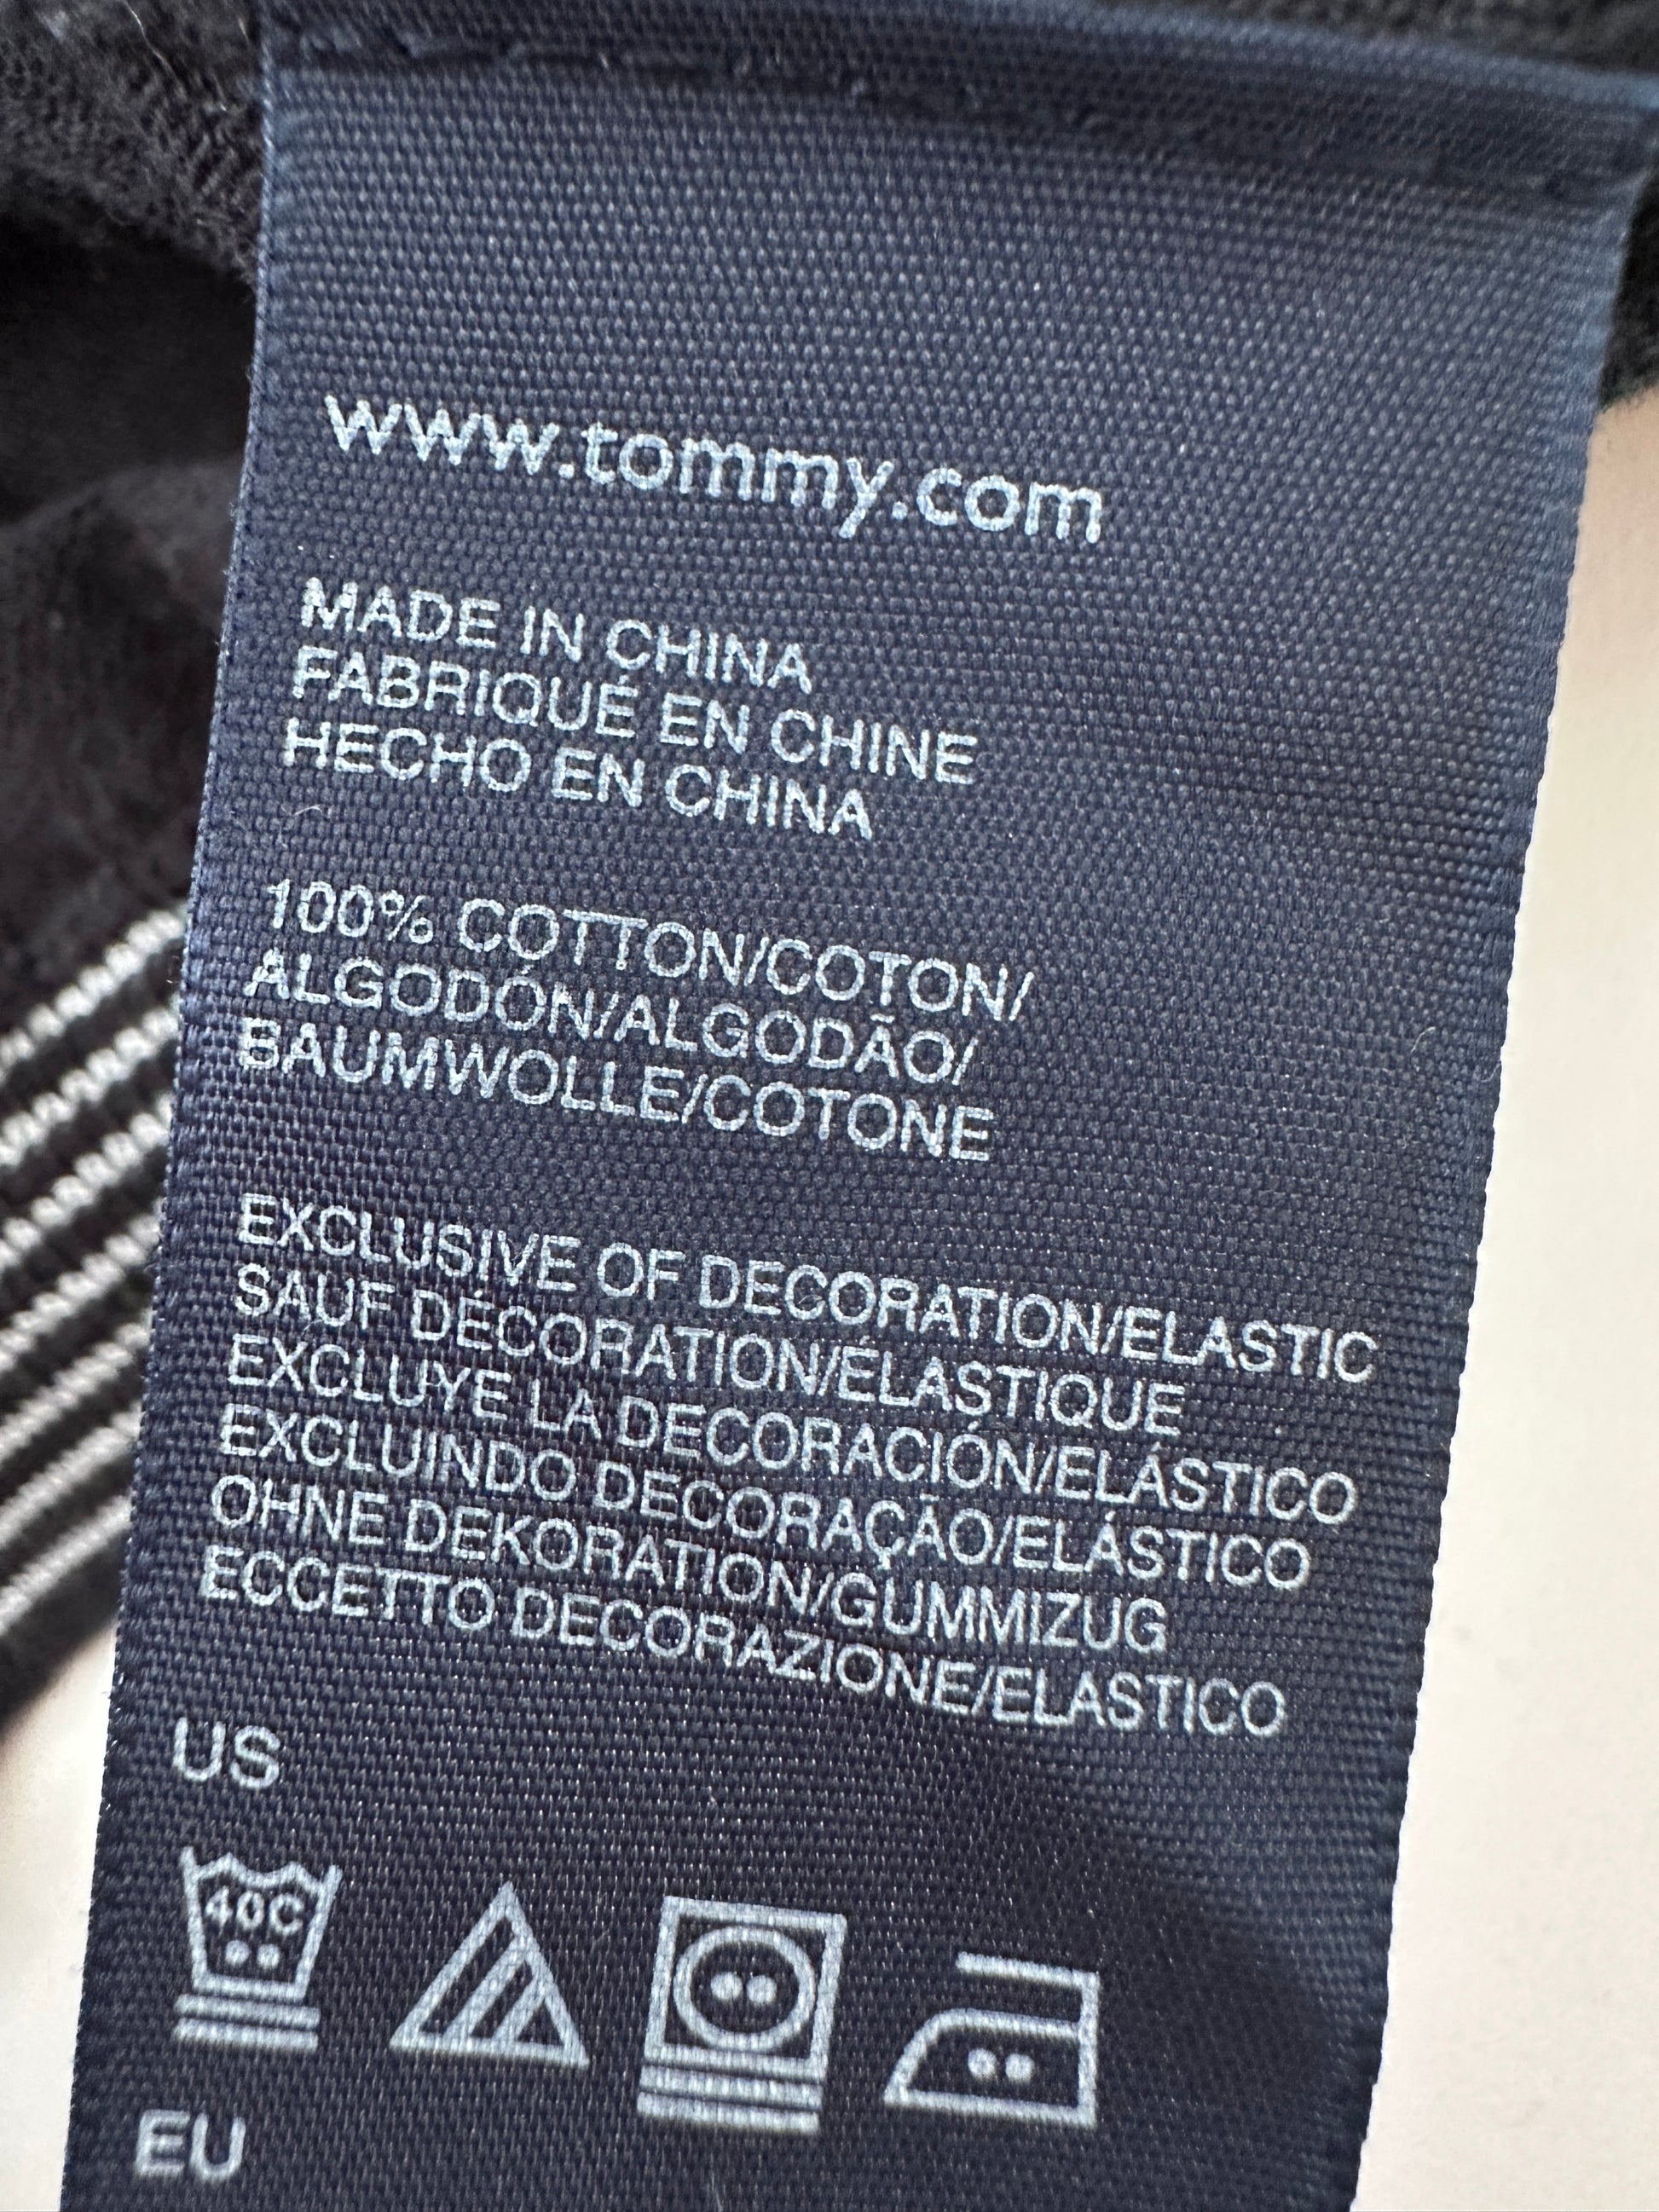 www.tommy.com
MADE IN CHINA
FABRIQUÉ EN CHINE
HECHO EN CHINA
100% COTTON/COTON/
ALGODÓN/ALGODÃO/
BAUMWOLLE/COTONE
EXCLUSIVE OF DECORATION/ELASTIC
SAUF DÉCORATION/ÉLASTIQUE
EXCLUYE LA DECORACIÓN/ELÁSTICO
EXCLUINDO DECORAÇÃO/ELÁSTICO
OHNE DEKORATION/GUMMIZUG
ECCETTO DECORAZIONE/ELASTICO
US
40C
EU